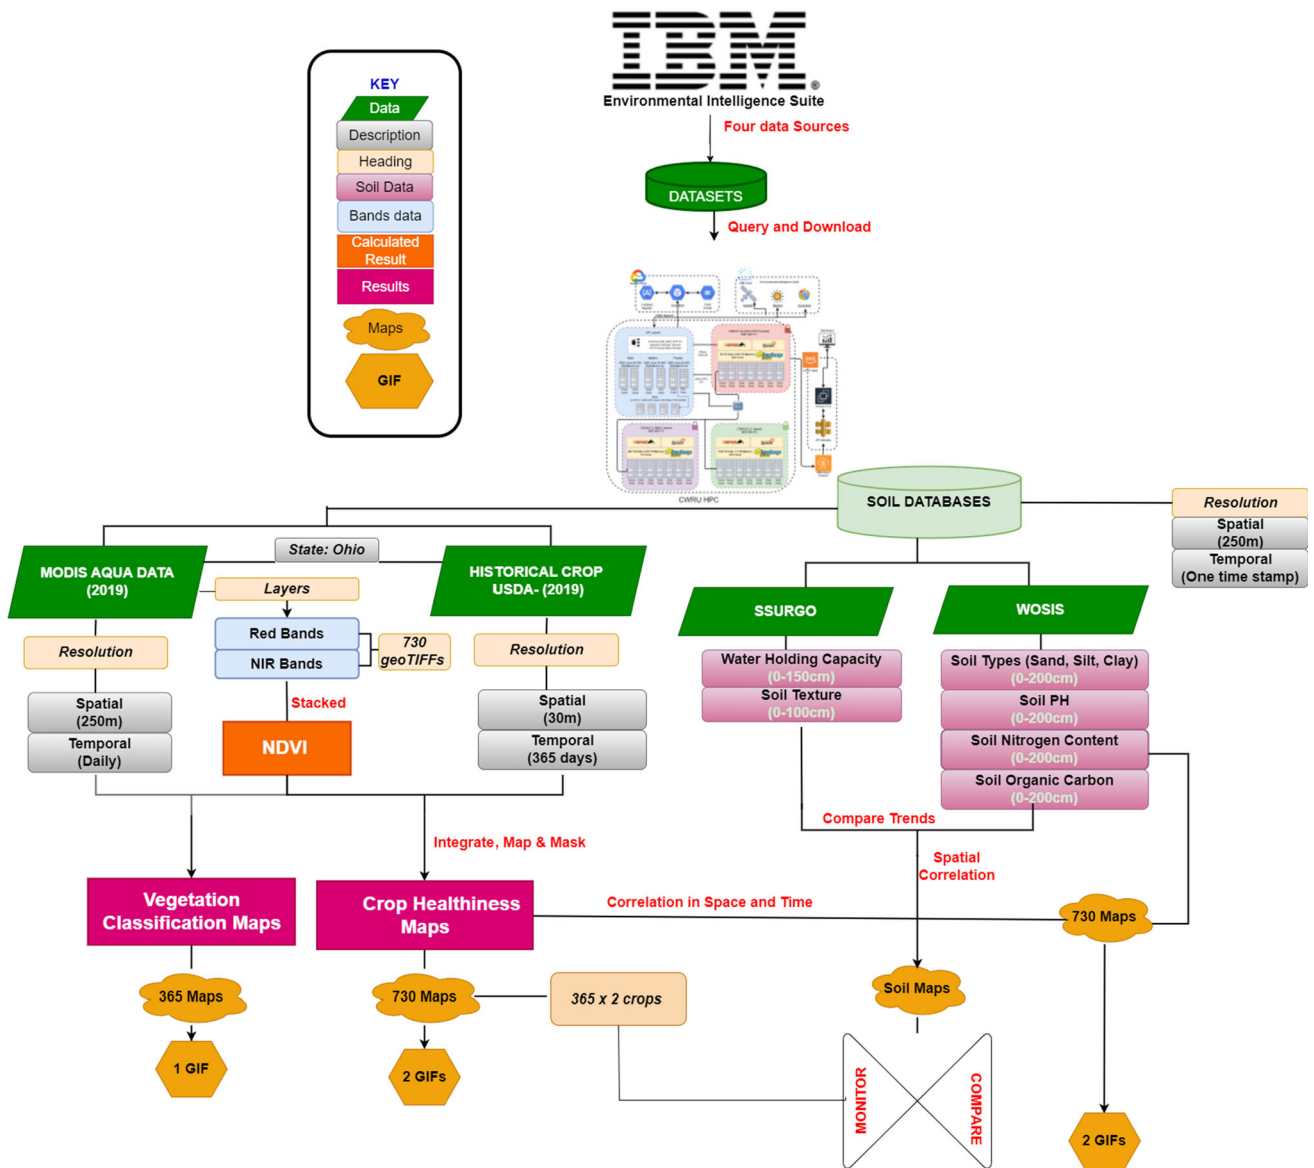 IBM®
Environmental Intelligence Suite
KEY
Data
Description
Heading
Soil Data
Bands data
Calculated
Result
Results
Maps
GIF
Four data Sources
DATASETS
Query and Download
CWRU HPC
SOIL DATABASES
Resolution
Spatial
(250m)
Temporal
(One time stamp)
State: Ohio
MODIS AQUA DATA
(2019)
HISTORICAL CROP
USDA- (2019)
Layers
Red Bands
NIR Bands
730
geoTIFFs
Resolution
Spatial
(250m)
Temporal
(Daily)
Stacked
NDVI
Resolution
Spatial
(30m)
Temporal
(365 days)
SSURGO
WOSIS
Water Holding Capacity
(0-150cm)
Soil Texture
(0-100cm)
Soil Types (Sand, Silt, Clay)
(0-200cm)
Soil PH
(0-200cm)
Soil Nitrogen Content
(0-200cm)
Soil Organic Carbon
(0-200cm)
Compare Trends
Integrate, Map & Mask
Spatial
Correlation
Vegetation
Classification Maps
Crop Healthiness
Maps
Correlation in Space and Time
730 Maps
365 Maps
730 Maps
365 x 2 crops
Soil Maps
1 GIF
2 GIFs
MONITOR
COMPARE
2 GIFs